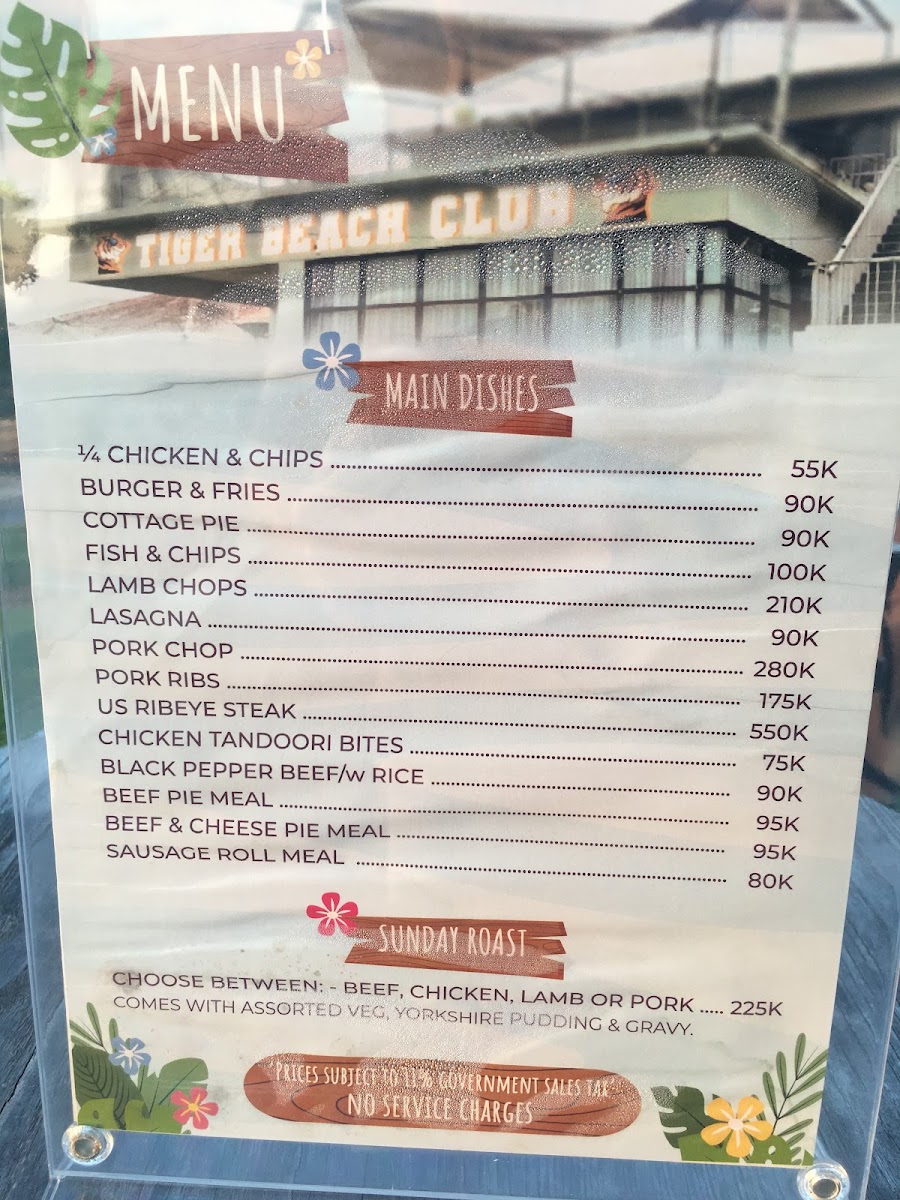 MENU
TIGER BEACH CLUB
MAIN DISHES
¼ CHICKEN & CHIPS ........ 55K
BURGER & FRIES ........ 90K
COTTAGE PIE ........ 90K
FISH & CHIPS ........ 100K
LAMB CHOPS ........ 210K
LASAGNA ........ 90K
PORK CHOP ........ 280K
PORK RIBS ........ 175K
US RIBEYE STEAK ........ 550K
CHICKEN TANDOORI BITES ........ 75K
BLACK PEPPER BEEF/w RICE ........ 90K
BEEF PIE MEAL ........ 95K
BEEF & CHEESE PIE MEAL ........ 95K
SAUSAGE ROLL MEAL ........ 80K
SUNDAY ROAST
CHOOSE BETWEEN: - BEEF, CHICKEN, LAMB OR PORK ..... 225K
COMES WITH ASSORTED VEG, YORKSHIRE PUDDING & GRAVY.
PRICES SUBJECT TO 11% GOVERNMENT SALES TAX
NO SERVICE CHARGES